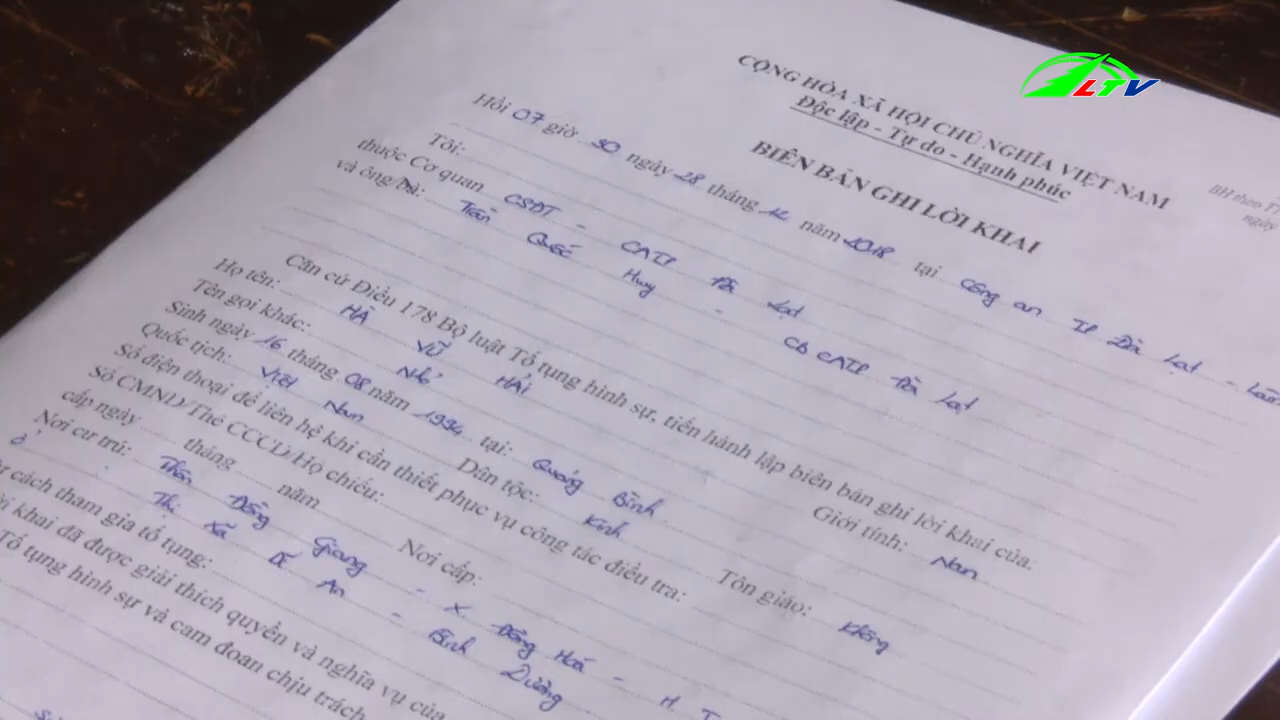 LTV
CỘNG HÒA XÃ HỘI CHỦ NGHĨA VIỆT NAM
Độc lập - Tự do - Hạnh phúc
BH theo T
ngày
BIÊN BẢN GHI LỜI KHAI
Hồi 07 giờ 30 ngày 28 tháng 12 năm 2018 tại Công an TP Đà Lạt - Lâm
Tôi:
thuộc Cơ quan CSĐT - CATP Đà Lạt
và ông/bà: Trần Quốc Huy - CB CATP Đà Lạt
Căn cứ Điều 178 Bộ luật Tố tụng hình sự, tiến hành lập biên bản ghi lời khai của:
Họ tên: HÀ VŨ HẢI Giới tính: Nam
Tên gọi khác: Nhỏ
Sinh ngày 16 tháng 08 năm 1994 tại: Quảng Bình
Quốc tịch: Việt Nam Dân tộc: Kinh Tôn giáo: Không
Số điện thoại để liên hệ khi cần thiết phục vụ công tác điều tra:
Số CMND/Thẻ CCCD/Hộ chiếu:
cấp ngày tháng năm Nơi cấp:
Nơi cư trú: Thôn Đông Giang - X. Đông Hoá - H. T
ở Thị Xã Dĩ An - Bình Dương
cách tham gia tố tụng:
khai đã được giải thích quyền và nghĩa vụ của
Tố tụng hình sự và cam đoan chịu trách